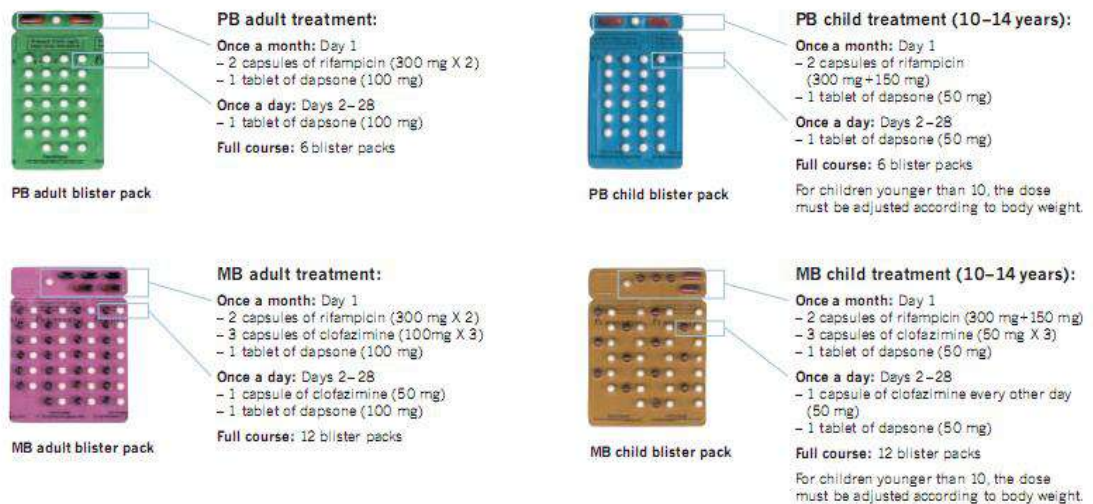 PB adult treatment:
Once a month: Day 1
– 2 capsules of rifampicin (300 mg X 2)
– 1 tablet of dapsone (100 mg)
Once a day: Days 2–28
– 1 tablet of dapsone (100 mg)
Full course: 6 blister packs
PB adult blister pack
PB child treatment (10–14 years):
Once a month: Day 1
– 2 capsules of rifampicin
(300 mg+150 mg)
– 1 tablet of dapsone (50 mg)
Once a day: Days 2–28
– 1 tablet of dapsone (50 mg)
Full course: 6 blister packs
For children younger than 10, the dose
must be adjusted according to body weight.
PB child blister pack
MB adult treatment:
Once a month: Day 1
– 2 capsules of rifampicin (300 mg X 2)
– 3 capsules of clofazimine (100mg X 3)
– 1 tablet of dapsone (100 mg)
Once a day: Days 2–28
– 1 capsule of clofazimine (50 mg)
– 1 tablet of dapsone (100 mg)
Full course: 12 blister packs
MB adult blister pack
MB child treatment (10–14 years):
Once a month: Day 1
– 2 capsules of rifampicin (300 mg+150 mg)
– 3 capsules of clofazimine (50 mg X 3)
– 1 tablet of dapsone (50 mg)
Once a day: Days 2–28
– 1 capsule of clofazimine every other day
(50 mg)
– 1 tablet of dapsone (50 mg)
Full course: 12 blister packs
For children younger than 10, the dose
must be adjusted according to body weight.
MB child blister pack